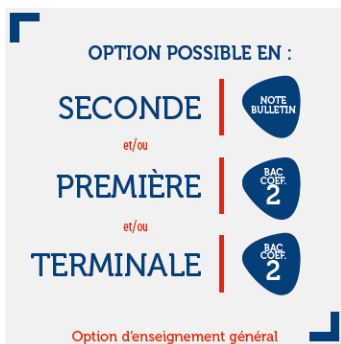 OPTION POSSIBLE EN :
SECONDE
NOTE
BULLETIN
et/ou
PREMIÈRE
BAC
COEF.
2
et/ou
TERMINALE
BAC
COEF.
2
Option d'enseignement général